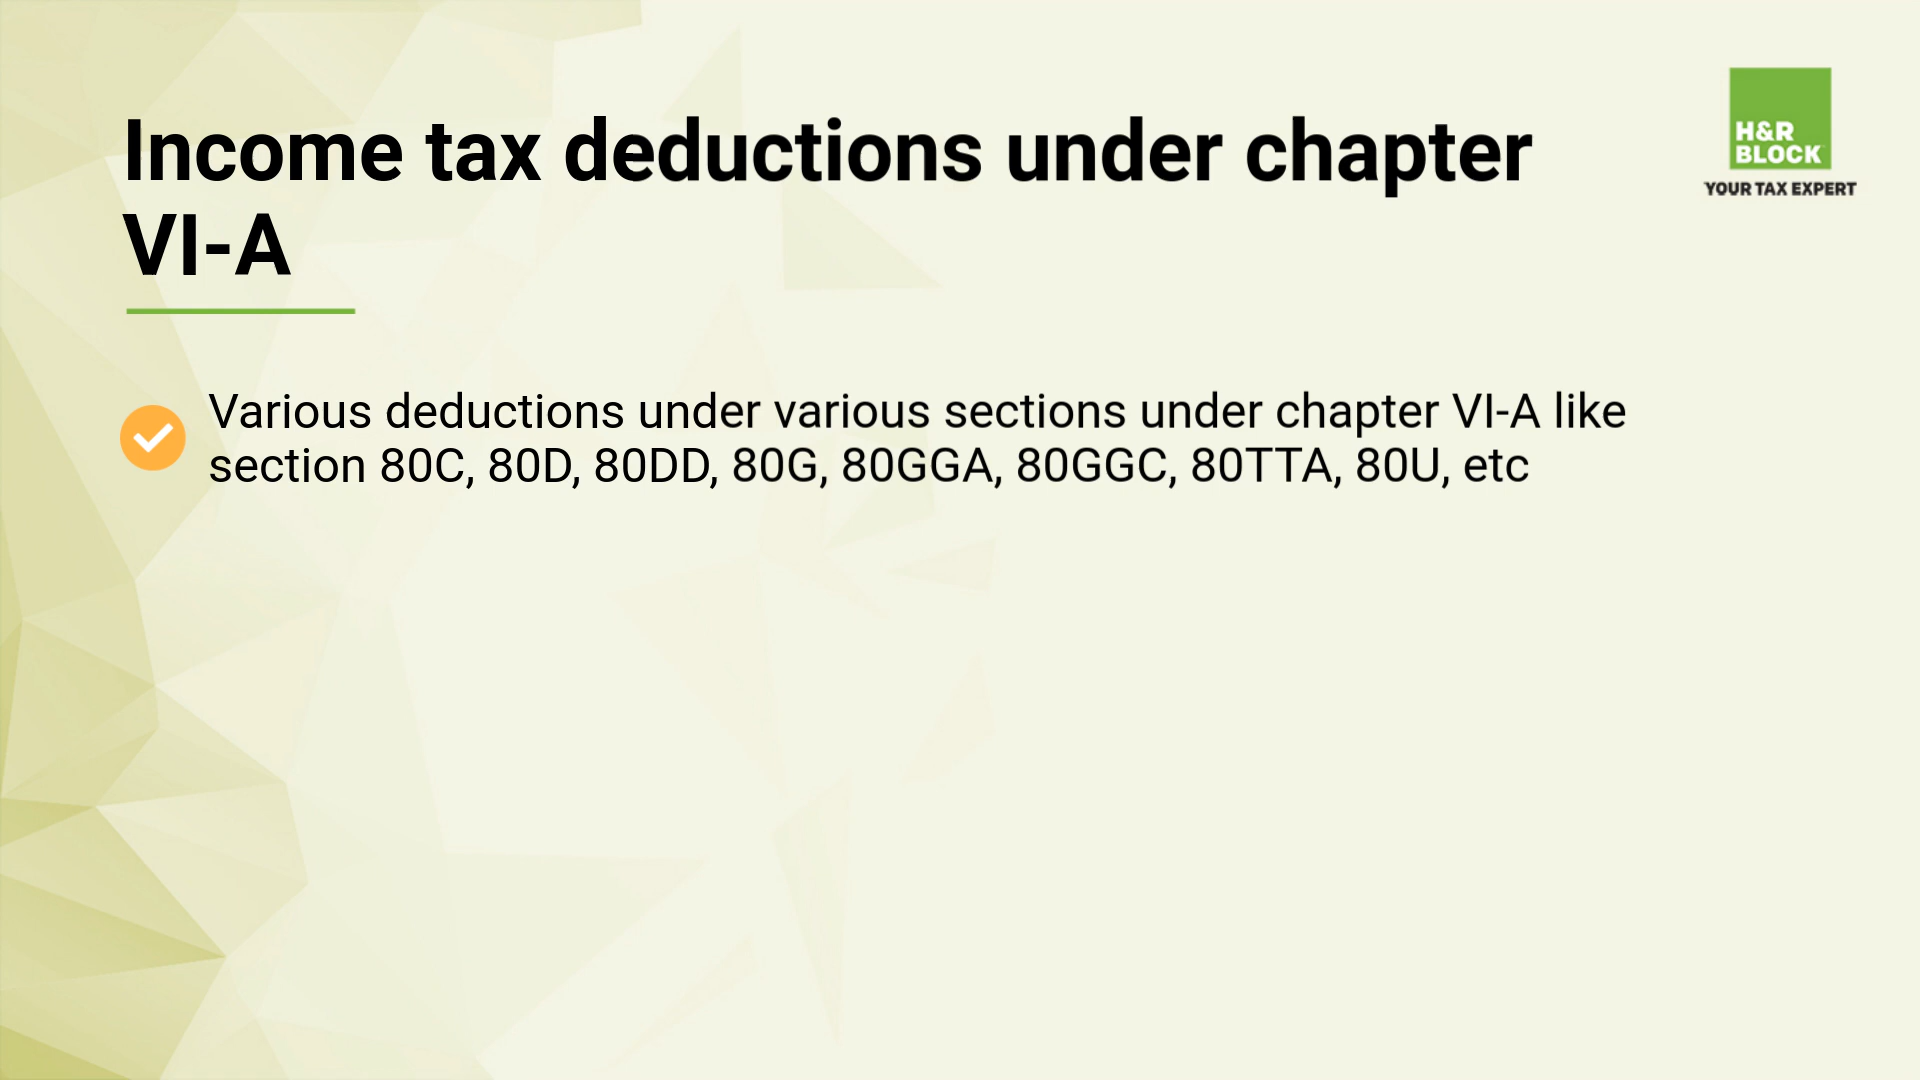 Income tax deductions under chapter
VI-A
H&R
BLOCK
YOUR TAX EXPERT
Various deductions under various sections under chapter VI-A like
section 80C, 80D, 80DD, 80G, 80GGA, 80GGC, 80TTA, 80U, etc